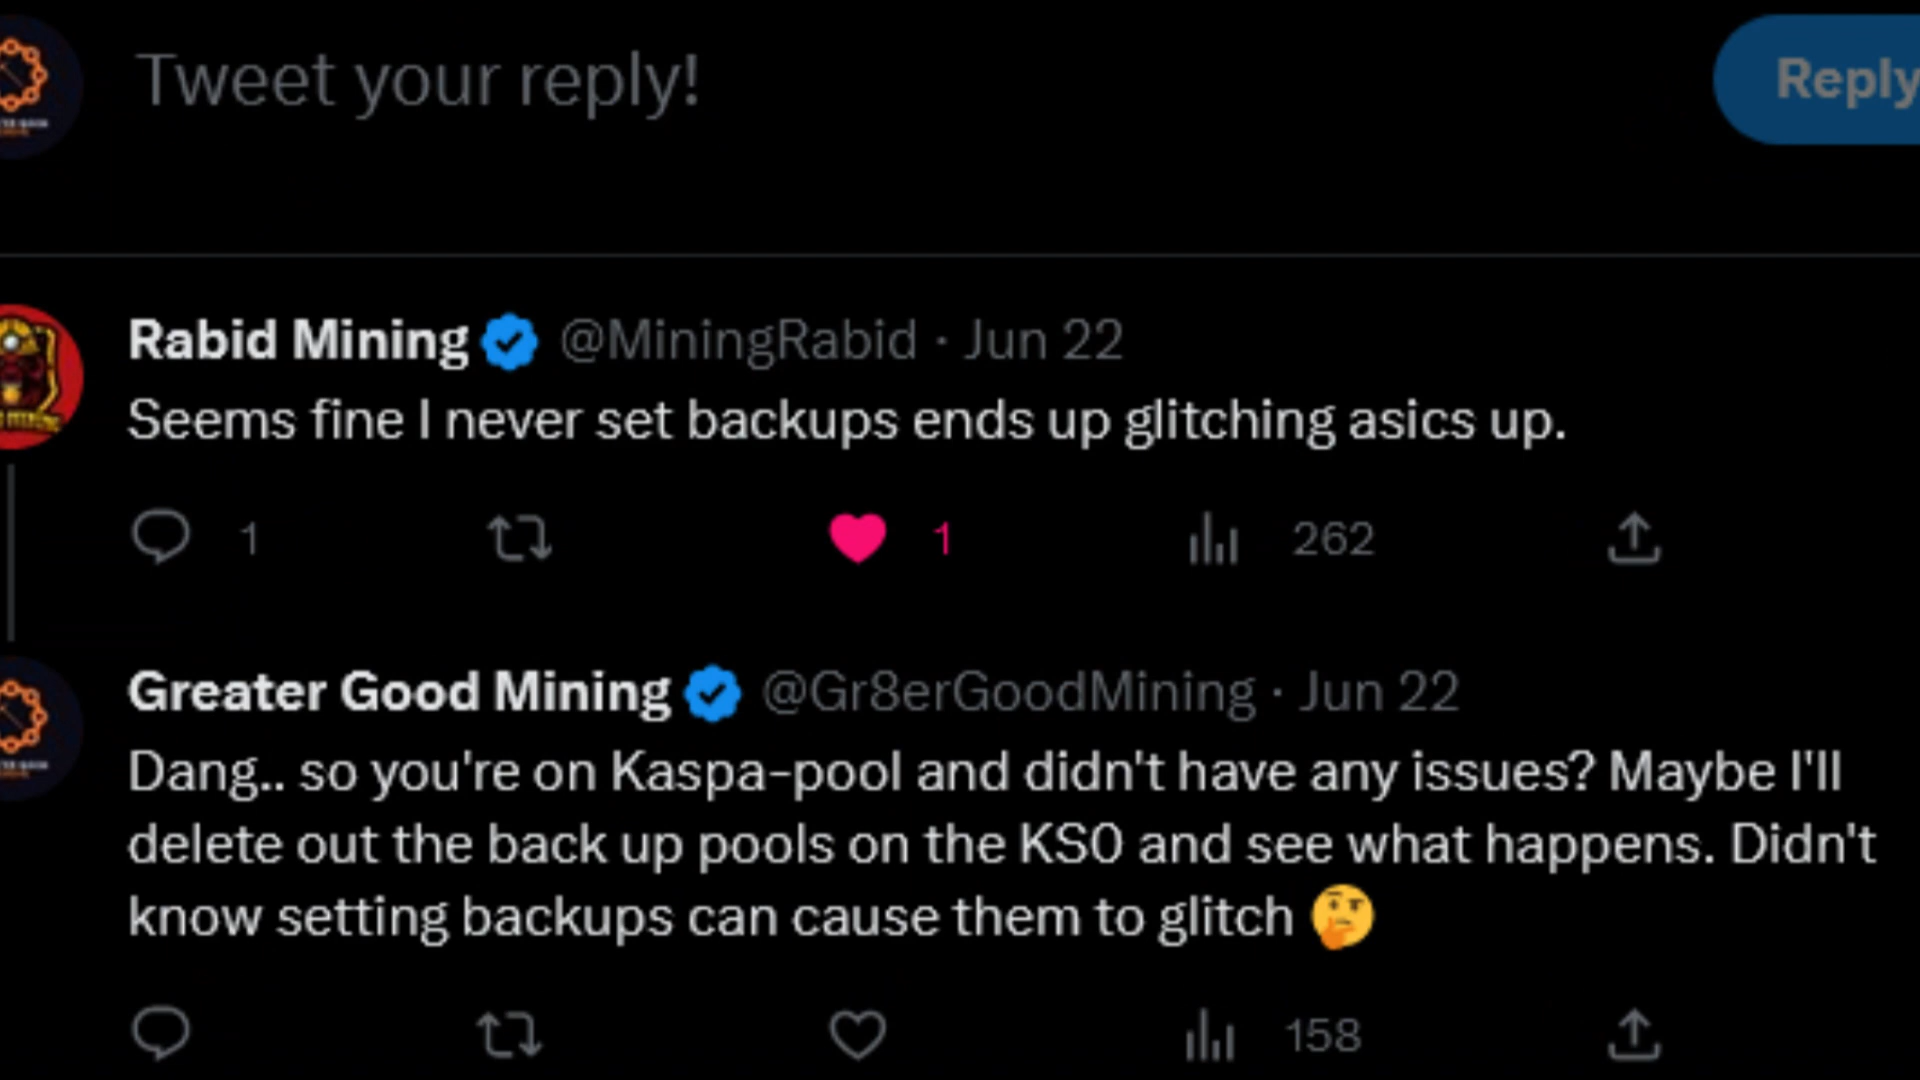 Tweet your reply!
Reply
Rabid Mining @MiningRabid · Jun 22
Seems fine I never set backups ends up glitching asics up.
1 1 262
Greater Good Mining @Gr8erGoodMining · Jun 22
Dang.. so you're on Kaspa-pool and didn't have any issues? Maybe I'll
delete out the back up pools on the KS0 and see what happens. Didn't
know setting backups can cause them to glitch 🤔
158